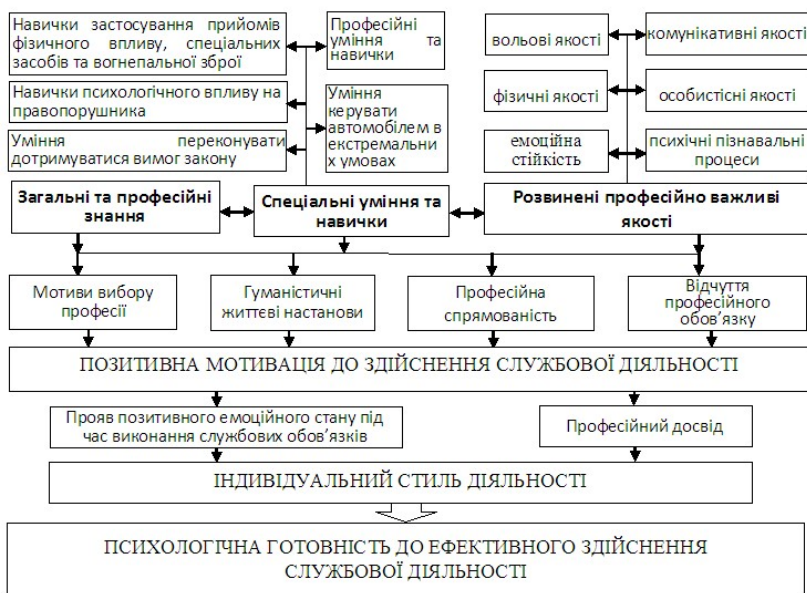 Навички застосування прийомів
фізичного впливу, спеціальних
засобів та вогнепальної зброї
Професійні
уміння та
навички
вольові якості
комунікативні якості
Навички психологічного впливу на
правопорушника
Уміння
керувати
автомобілем в
екстремальни
х умовах
фізичні якості
особистісні якості
Уміння переконувати
дотримуватися вимог закону
емоційна
стійкість
психічні пізнавальні
процеси
Загальні та професійні
знання
Спеціальні уміння та
навички
Розвинені професійно важливі
якості
Мотиви вибору
професії
Гуманістичні
життєві настанови
Професійна
спрямованість
Відчуття
професійного
обов’язку
ПОЗИТИВНА МОТИВАЦІЯ ДО ЗДІЙСНЕННЯ СЛУЖБОВОЇ ДІЯЛЬНОСТІ
Прояв позитивного емоційного стану під
час виконання службових обов’язків
Професійний досвід
ІНДИВІДУАЛЬНИЙ СТИЛЬ ДІЯЛЬНОСТІ
ПСИХОЛОГІЧНА ГОТОВНІСТЬ ДО ЕФЕКТИВНОГО ЗДІЙСНЕННЯ
СЛУЖБОВОЇ ДІЯЛЬНОСТІ